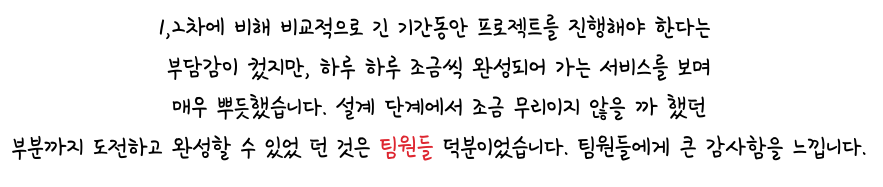 1,2차에 비해 비교적으로 긴 기간동안 프로젝트를 진행해야 한다는
부담감이 컸지만, 하루 하루 조금씩 완성되어 가는 서비스를 보며
매우 뿌듯했습니다. 설계 단계에서 조금 무리이지 않을 까 했던
부분까지 도전하고 완성할 수 있었 던 것은 팀원들 덕분이었습니다. 팀원들에게 큰 감사함을 느낍니다.